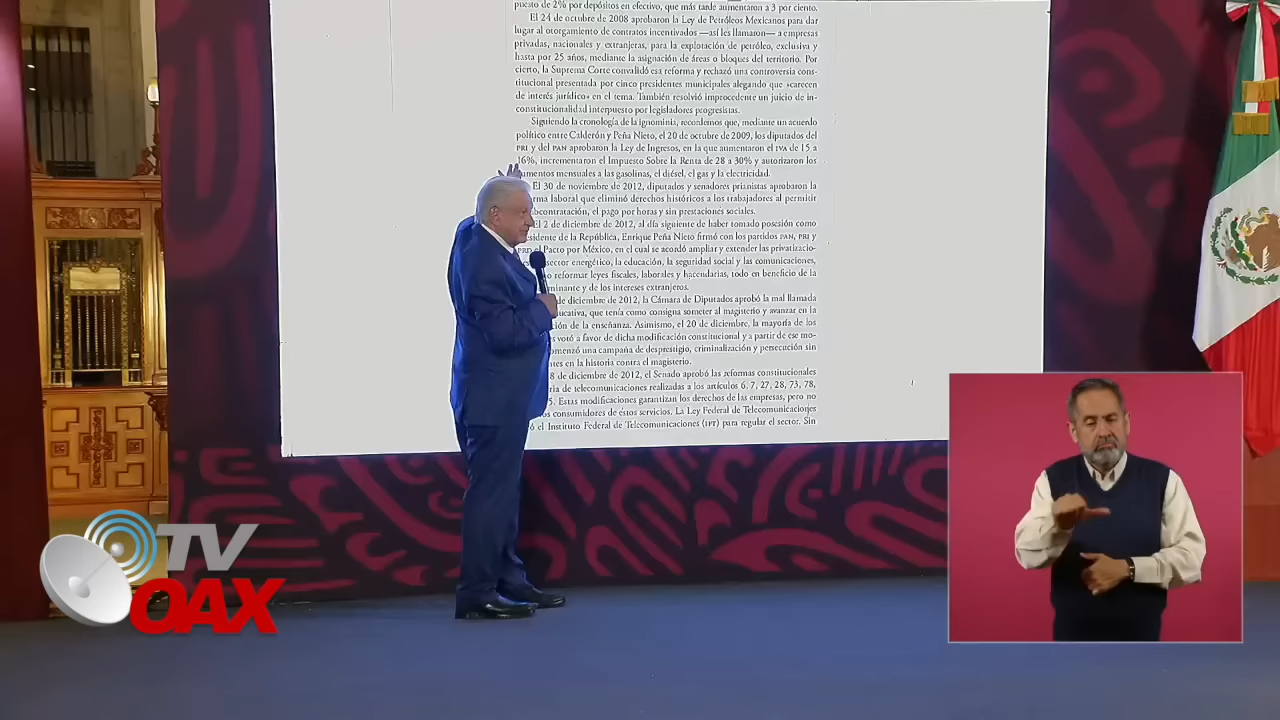 puesto de 2% por depósitos en efectivo, que más tarde aumentaron a 3 por ciento.
El 24 de octubre de 2008 aprobaron la Ley de Petróleos Mexicanos para dar
lugar al otorgamiento de contratos incentivados —así les llamaron— a empresas
privadas, nacionales y extranjeras, para la explotación de petróleo, exclusiva y
hasta por 25 años, mediante la asignación de áreas o bloques del territorio. Por
cierto, la Suprema Corte convalidó esa reforma y rechazó una controversia cons-
titucional presentada por cinco presidentes municipales alegando que «carecen
de interés jurídico» en el tema. También resolvió improcedente un juicio de in-
constitucionalidad interpuesto por legisladores progresistas.
Siguiendo la cronología de la ignominia, recordemos que, mediante un acuerdo
político entre Calderón y Peña Nieto, el 20 de octubre de 2009, los diputados del
PRI y del PAN aprobaron la Ley de Ingresos, en la que aumentaron el IVA de 15 a
16%, incrementaron el Impuesto Sobre la Renta de 28 a 30% y autorizaron los
umentos mensuales a las gasolinas, el diésel, el gas y la electricidad.
El 30 de noviembre de 2012, diputados y senadores prianistas aprobaron la
rma laboral que eliminó derechos históricos a los trabajadores al permitir
bcontratación, el pago por horas y sin prestaciones sociales.
El 2 de diciembre de 2012, al día siguiente de haber tomado posesión como
sidente de la República, Enrique Peña Nieto firmó con los partidos PAN, PRI y
PRD el Pacto por México, en el cual se acordó ampliar y extender las privatizacio-
sector energético, la educación, la seguridad social y las comunicaciones,
o reformar leyes fiscales, laborales y hacendarias, todo en beneficio de la
minante y de los intereses extranjeros.
de diciembre de 2012, la Cámara de Diputados aprobó la mal llamada
ucativa, que tenía como consigna someter al magisterio y avanzar en la
ión de la enseñanza. Asimismo, el 20 de diciembre, la mayoría de los
s votó a favor de dicha modificación constitucional y a partir de ese mo-
omenzó una campaña de desprestigio, criminalización y persecución sin
ntes en la historia contra el magisterio.
8 de diciembre de 2012, el Senado aprobó las reformas constitucionales
ria de telecomunicaciones realizadas a los artículos 6, 7, 27, 28, 73, 78,
5. Estas modificaciones garantizan los derechos de las empresas, pero no
os consumidores de éstos servicios. La Ley Federal de Telecomunicaciones
ó el Instituto Federal de Telecomunicaciones (IFT) para regular el sector. Sin
TV
OAX